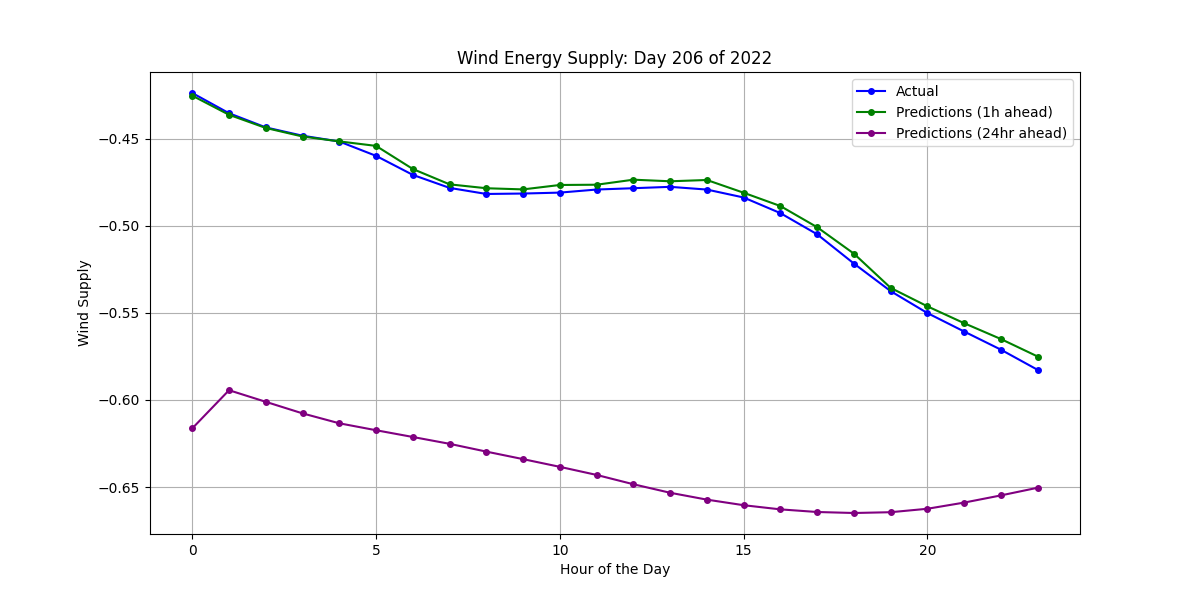 Wind Energy Supply: Day 206 of 2022
Actual
Predictions (1h ahead)
Predictions (24hr ahead)
Wind Supply
−0.45
−0.50
−0.55
−0.60
−0.65
0 5 10 15 20
Hour of the Day